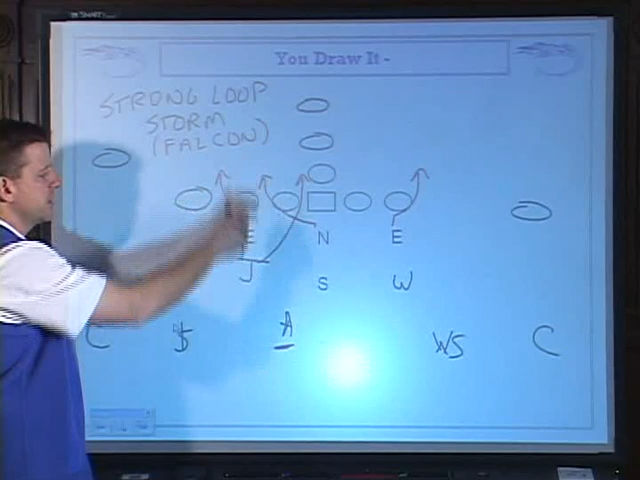 You Draw It -
STRONG LOOP
STORM
(FALCON)
E N E
J S W
C $ A WS C